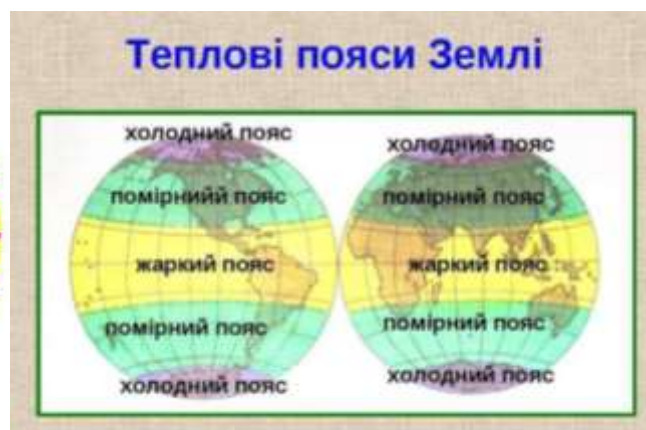 Теплові пояси Землі
холодний пояс
помірнийй пояс
жаркий пояс
помірний пояс
холодний пояс
холодний пояс
помірний пояс
жаркий пояс
помірний пояс
холодний пояс